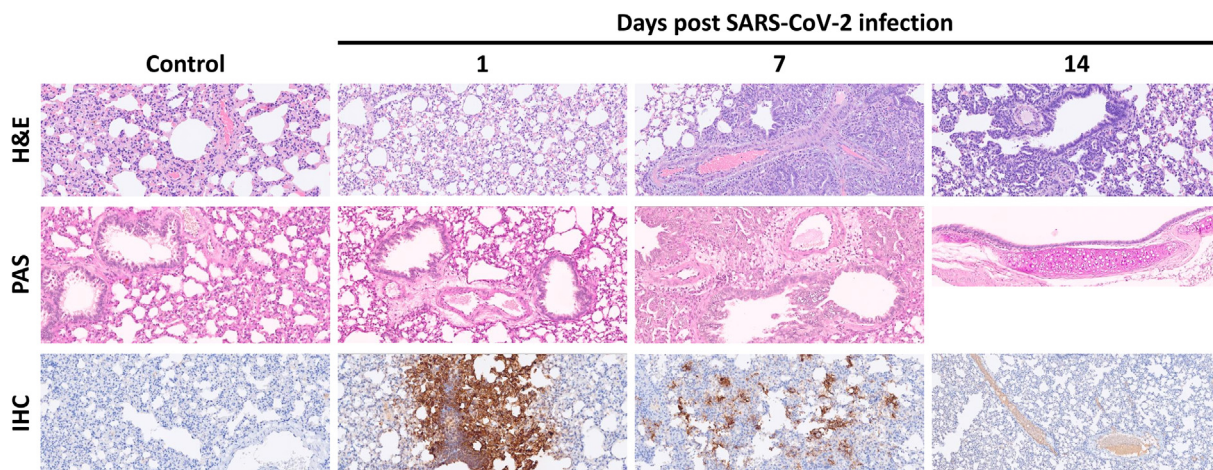 Days post SARS-CoV-2 infection
Control 1 7 14
H&E
PAS
IHC